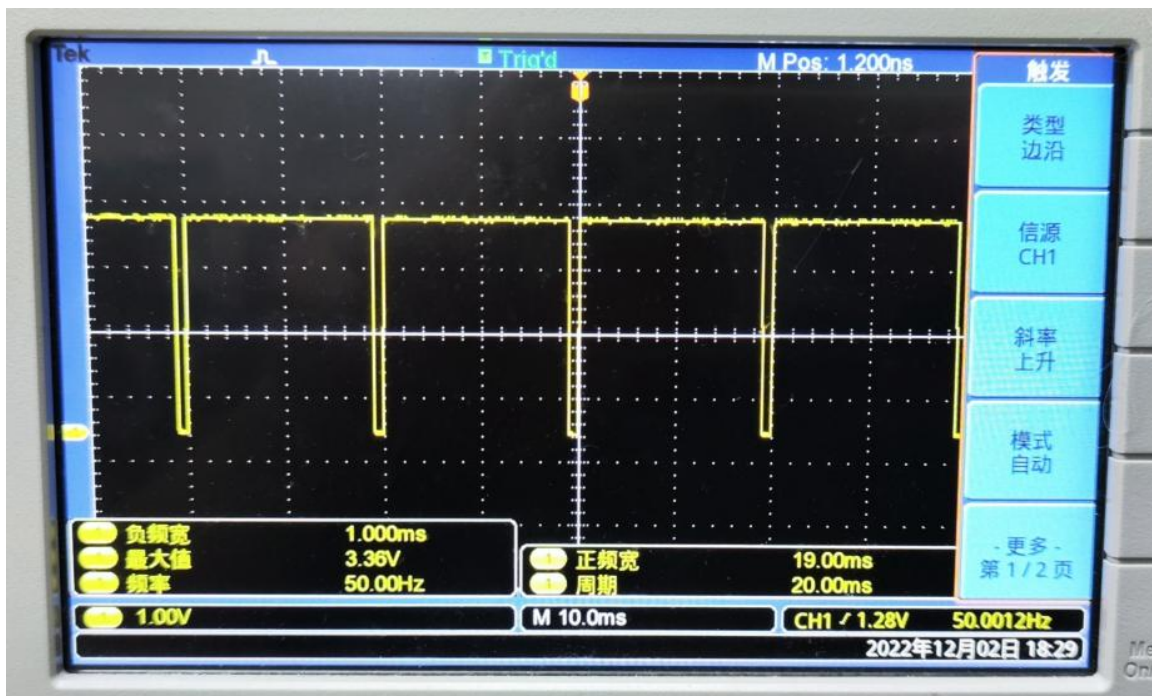 Tek
Trig'd
M Pos: 1.200ns
触发
类型
边沿
信源
CH1
斜率
上升
模式
自动
- 更多 -
第 1 / 2 页
负频宽 1.000ms
最大值 3.36V
频率 50.00Hz
1 正频宽 19.00ms
1 周期 20.00ms
1.00V
M 10.0ms
CH1 / 1.28V 50.0012Hz
2022年12月02日 18:29